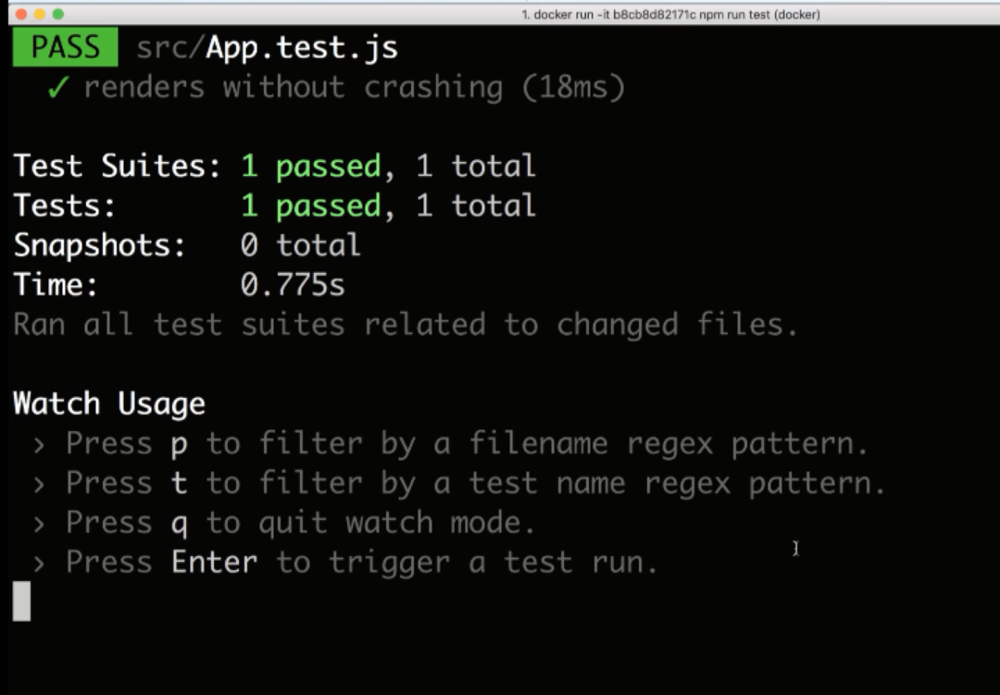 1. docker run -it b8cb8d82171c npm run test (docker)
PASS src/App.test.js
✓ renders without crashing (18ms)
Test Suites: 1 passed, 1 total
Tests: 1 passed, 1 total
Snapshots: 0 total
Time: 0.775s
Ran all test suites related to changed files.
Watch Usage
› Press p to filter by a filename regex pattern.
› Press t to filter by a test name regex pattern.
› Press q to quit watch mode.
› Press Enter to trigger a test run.